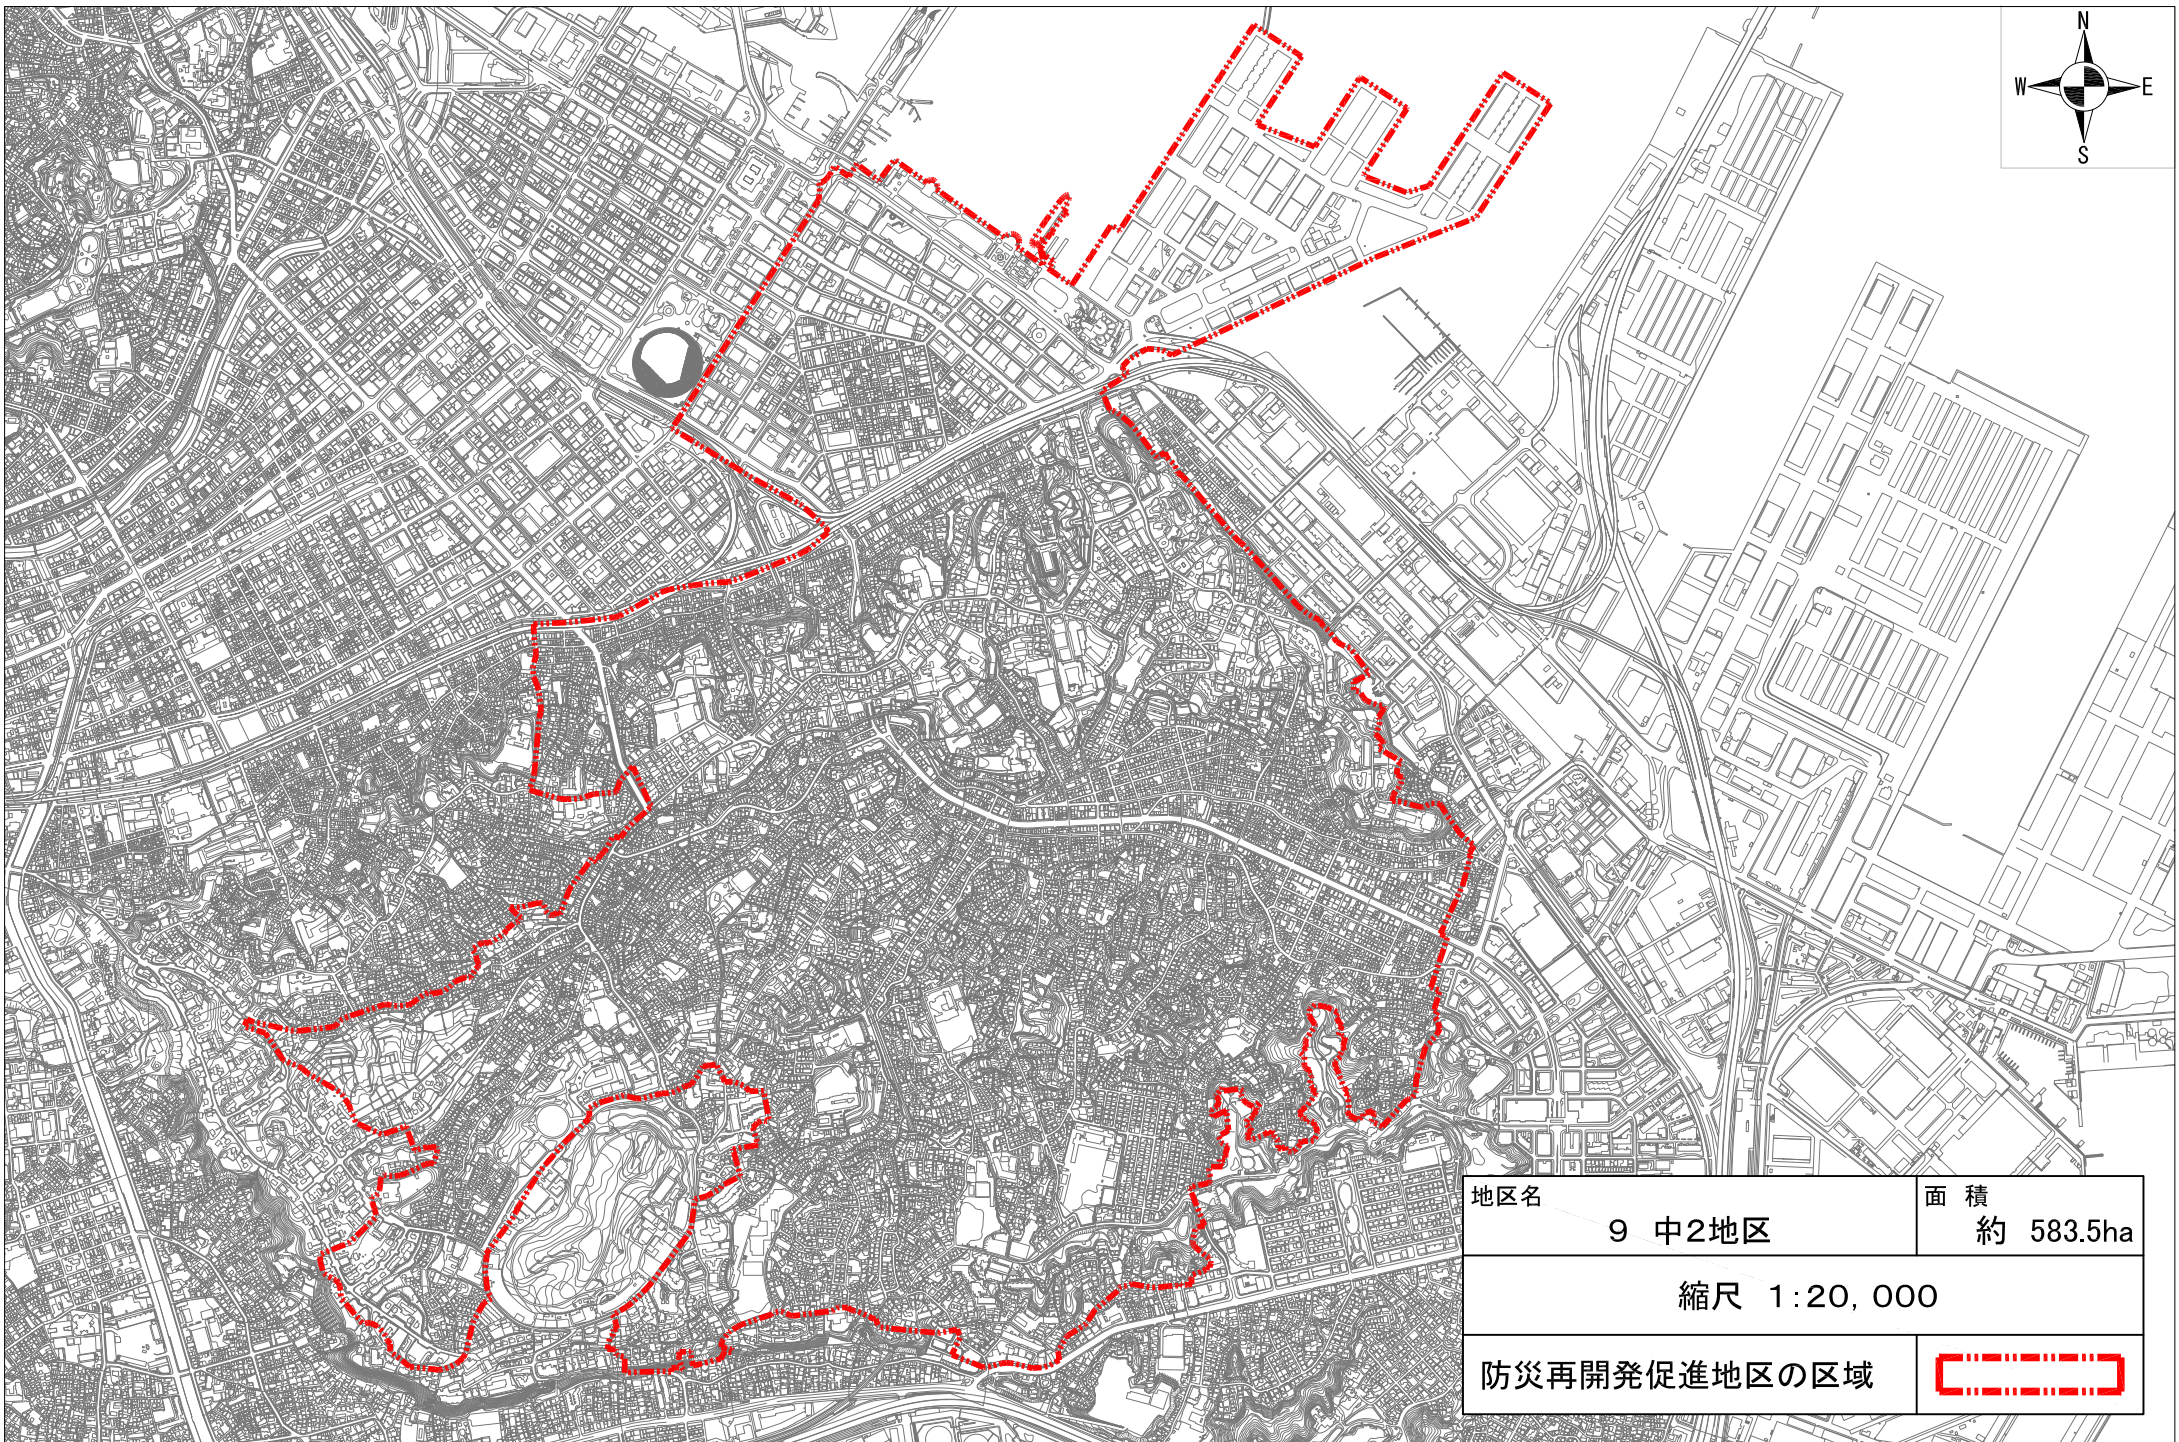 N
W E
S
地区名
9 中2地区
面 積
約 583.5ha
縮尺 1:20,000
防災再開発促進地区の区域